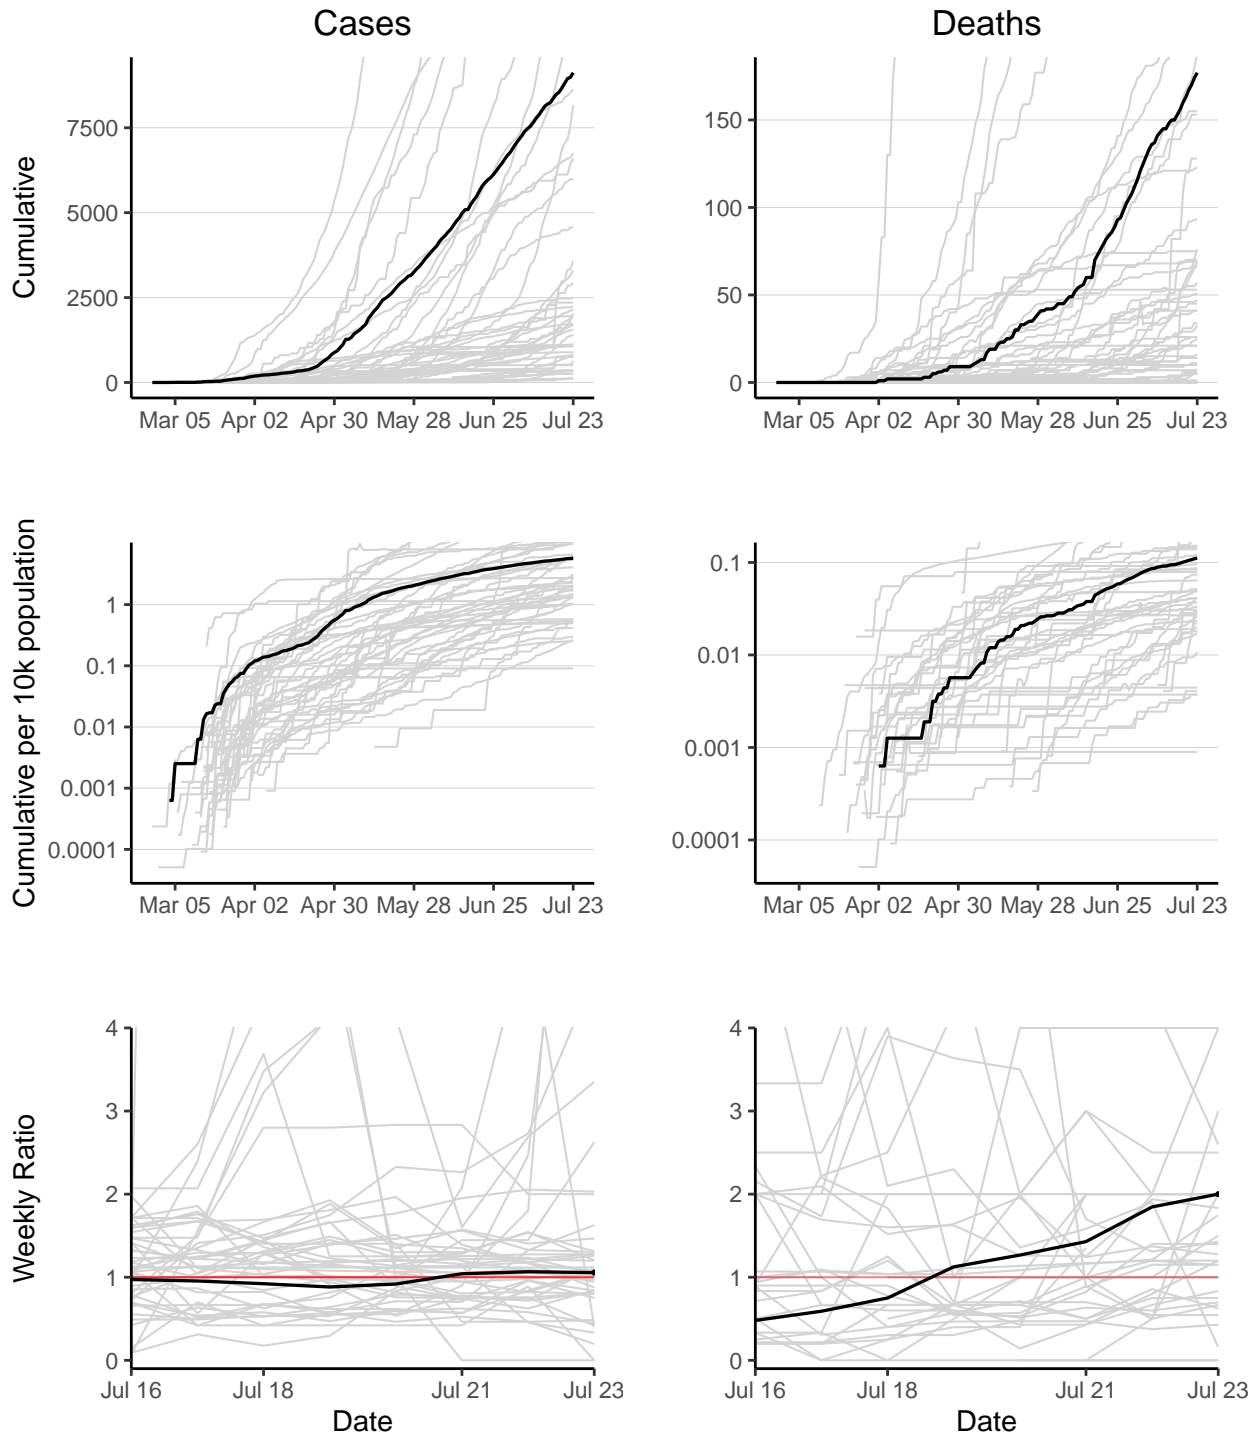 Cases
Deaths
Cumulative
7500
5000
2500
0
Mar 05 Apr 02 Apr 30 May 28 Jun 25 Jul 23
150
100
50
0
Mar 05 Apr 02 Apr 30 May 28 Jun 25 Jul 23
Cumulative per 10k population
1
0.1
0.01
0.001
0.0001
Mar 05 Apr 02 Apr 30 May 28 Jun 25 Jul 23
0.1
0.01
0.001
0.0001
Mar 05 Apr 02 Apr 30 May 28 Jun 25 Jul 23
Weekly Ratio
4
3
2
1
0
Jul 16 Jul 18 Jul 21 Jul 23
Date
4
3
2
1
0
Jul 16 Jul 18 Jul 21 Jul 23
Date